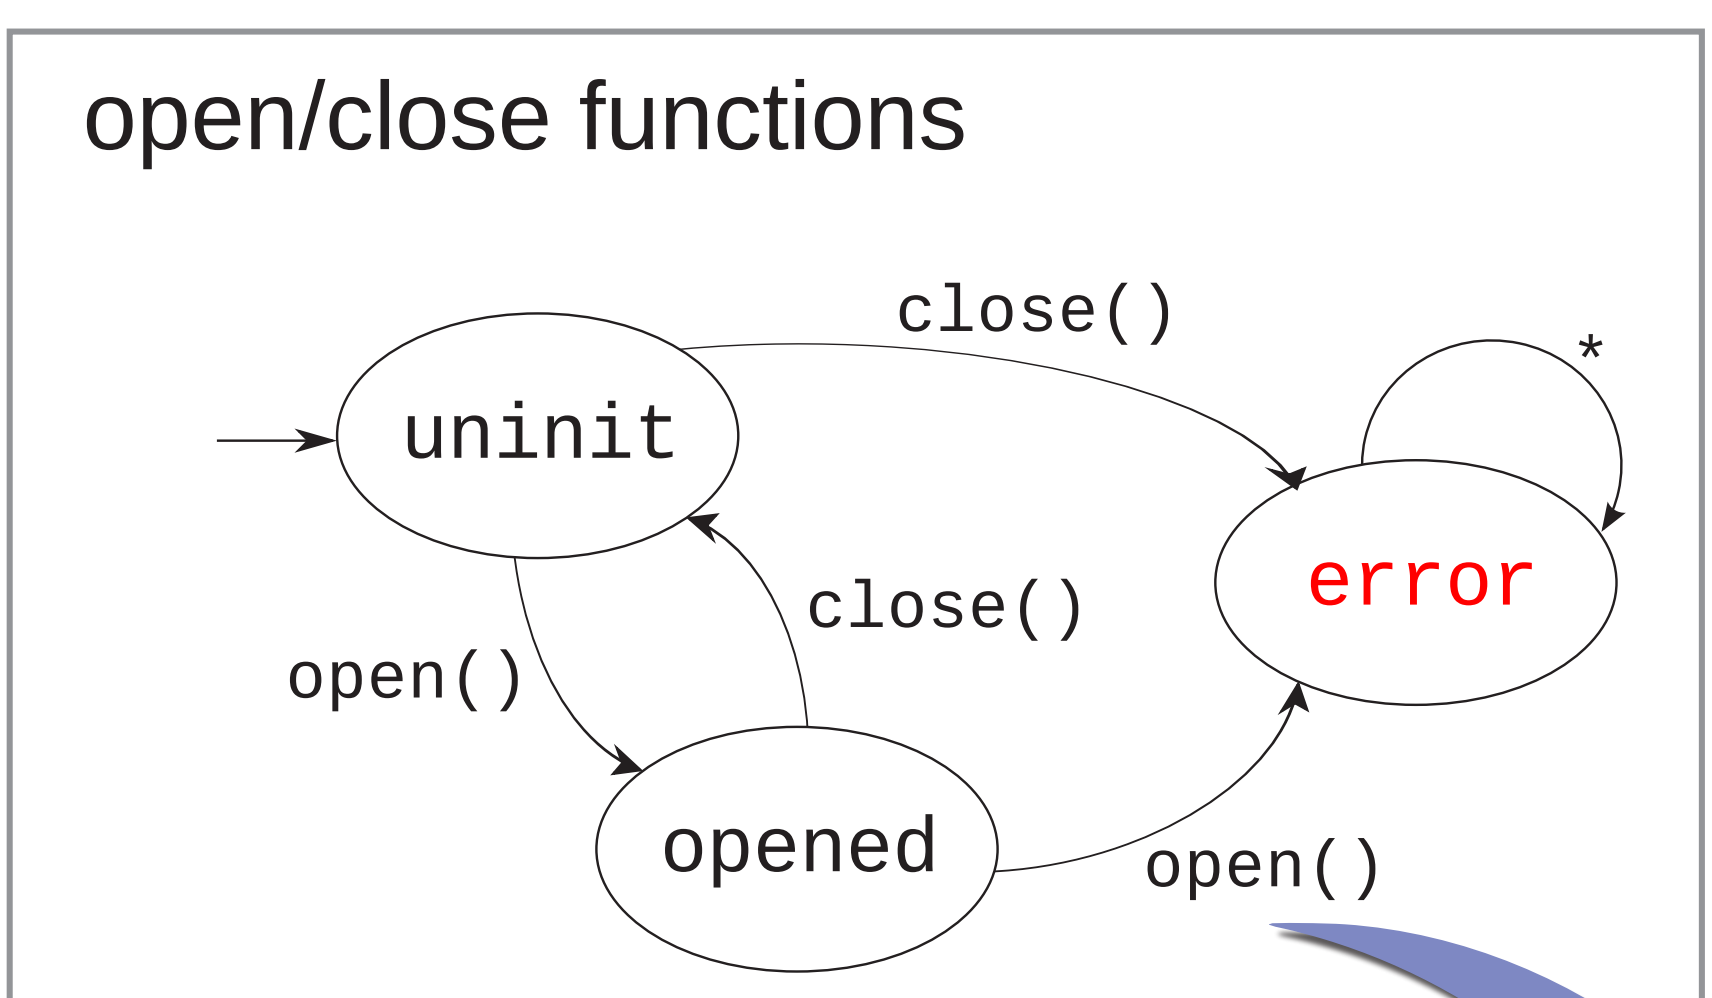 open/close functions
close()
*
uninit
error
close()
open()
opened
open()